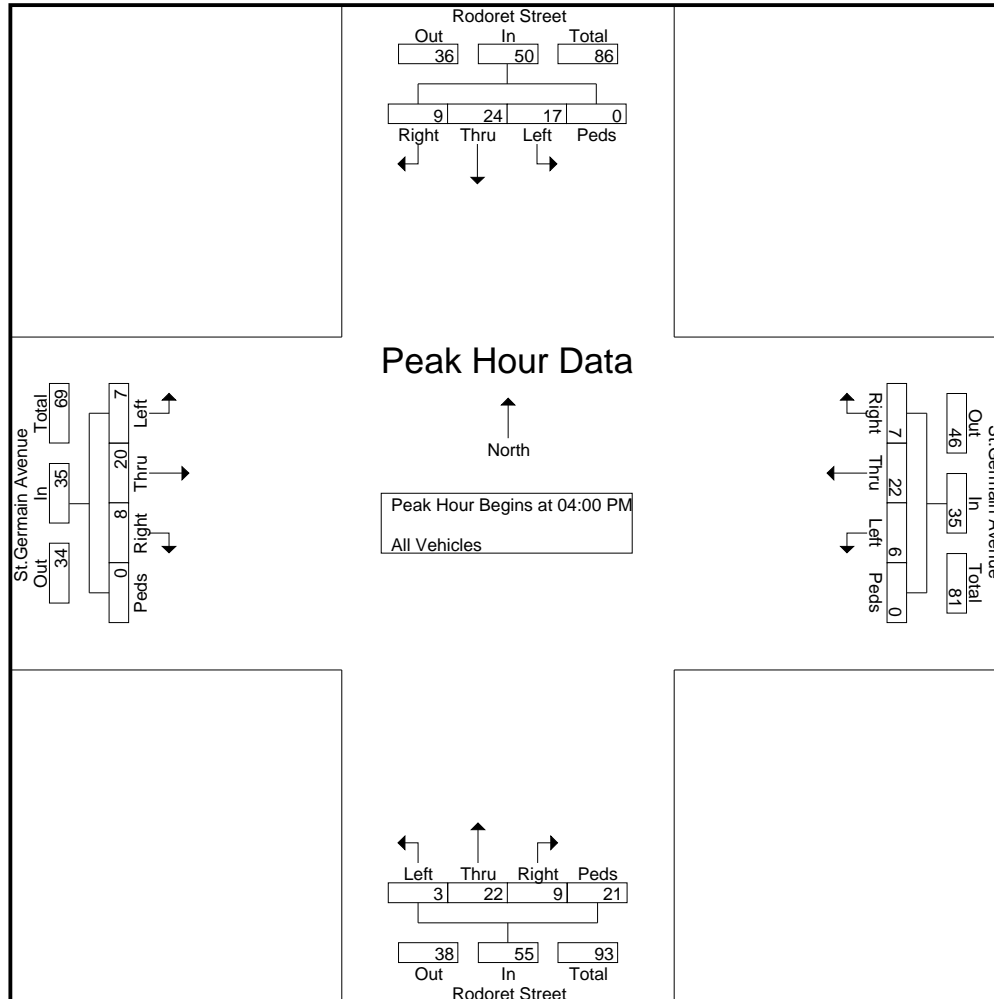 Rodoret Street
Out In Total
36 50 86
9 24 17 0
Right Thru Left Peds
Peak Hour Data
North
Peak Hour Begins at 04:00 PM
All Vehicles
St.Germain Avenue
Total In Out
69 35 34
7 20 8 0
Left Thru Right Peds
St.Germain Avenue
Out In Total
46 35 81
7 22 6 0
Right Thru Left Peds
Left Thru Right Peds
3 22 9 21
38 55 93
Out In Total
Rodoret Street